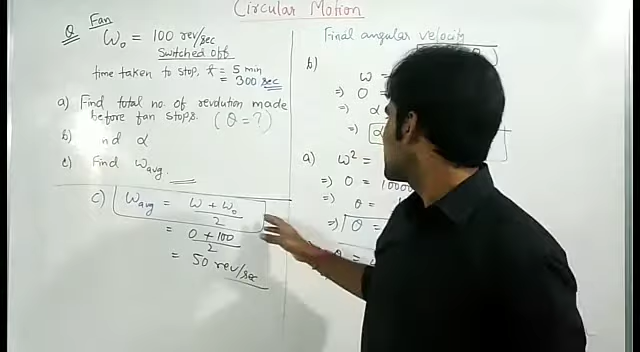 Circular Motion
Q Fan
ω₀ = 100 rev/sec
Switched off
time taken to stop, t = 5 min
= 300 sec
a) Find total no. of revolution made
before fan stops. (θ = ?)
b) nd α
c) Find ωavg.
c) ωavg = ω + ω₀ / 2
= 0 + 100 / 2
= 50 rev/sec
Final angular velocity
b)
ω =
⇒ 0 =
⇒ α
⇒ α
a) ω² =
⇒ 0 = 1000
⇒ θ =
⇒ θ =